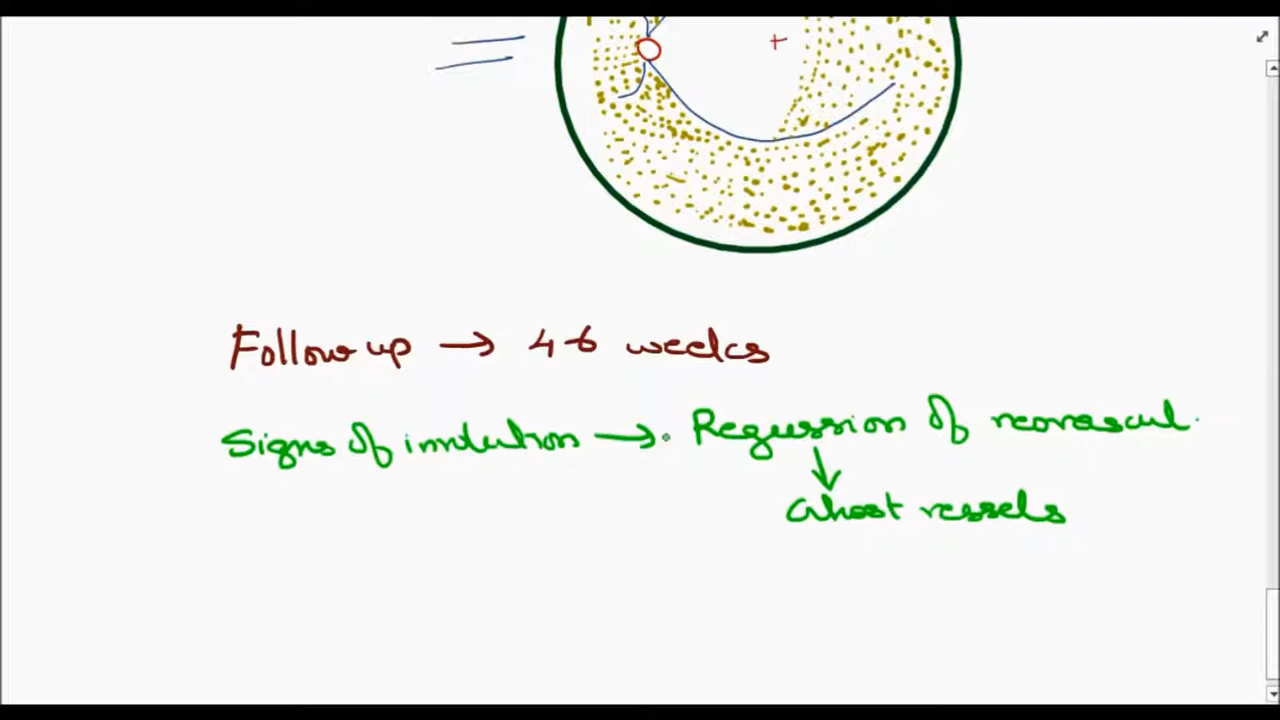 Follow up → 4-6 weeks
Signs of involution → Regression of neovascul.
↓
Ghost vessels